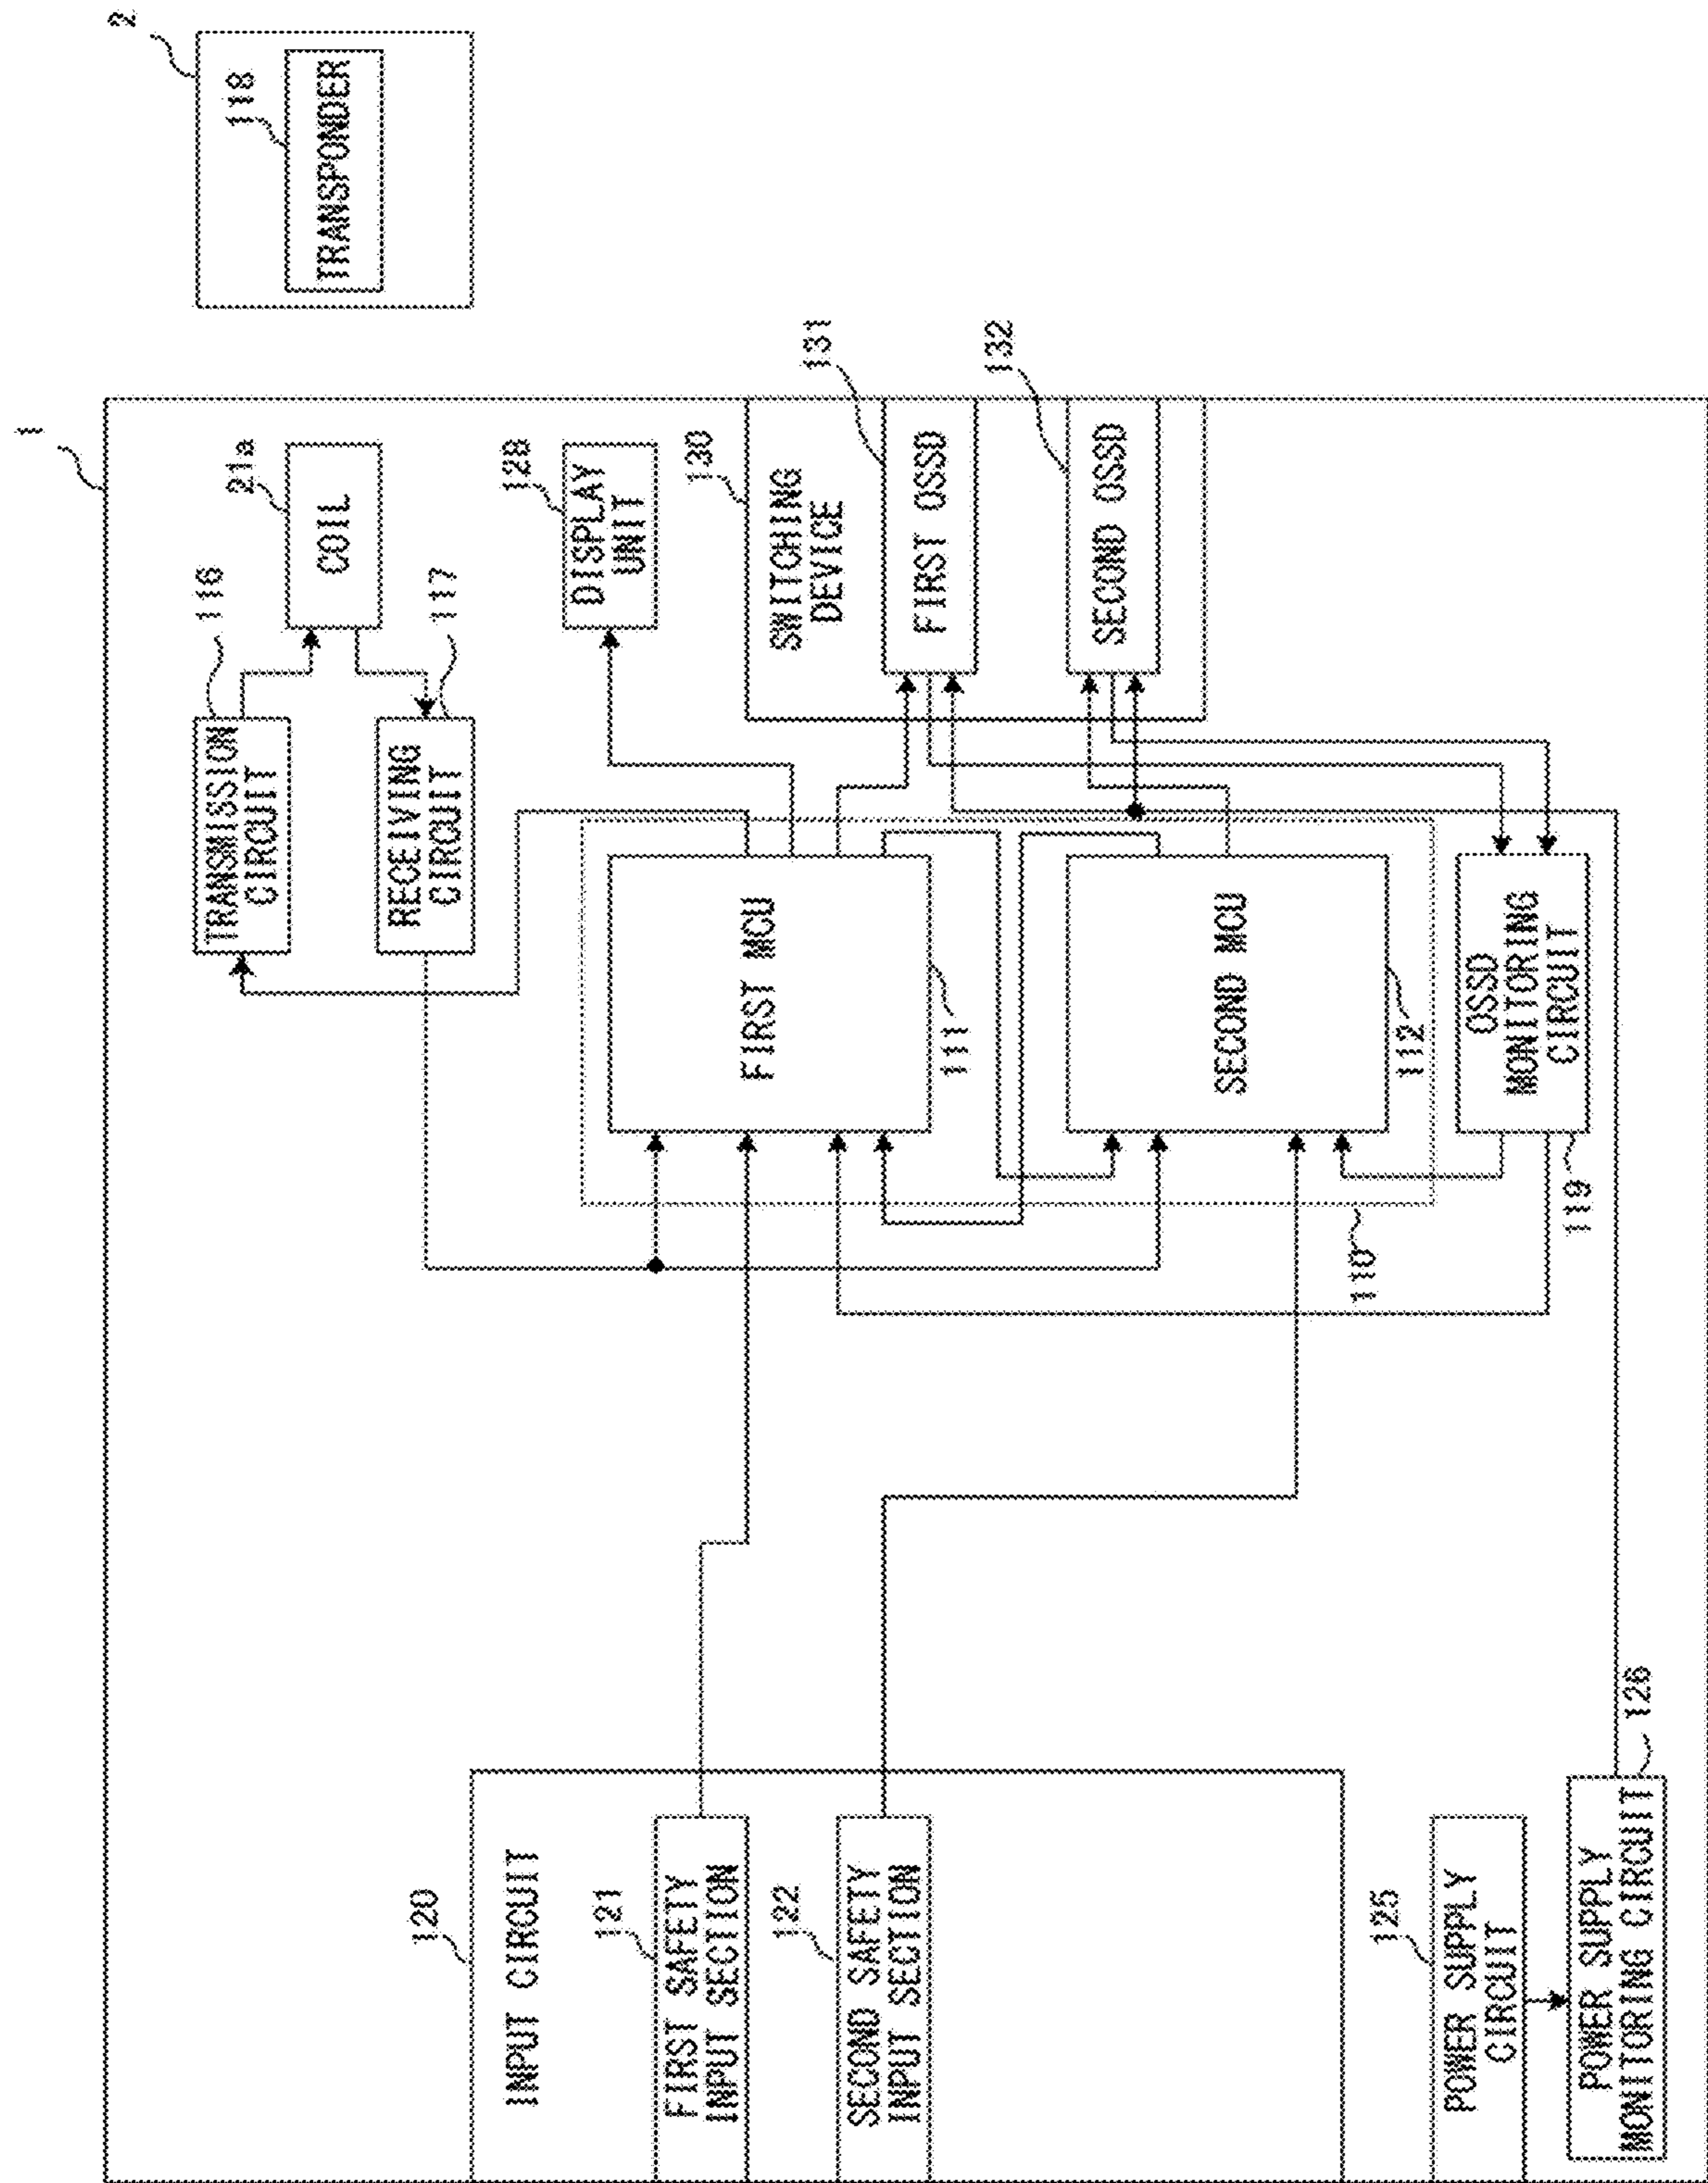 1
2
118
TRANSPONDER
116
TRANSMISSION
CIRCUIT
21a
COIL
117
RECEIVING
CIRCUIT
128
DISPLAY
UNIT
130
SWITCHING
DEVICE
131
FIRST OSSD
132
SECOND OSSD
FIRST MCU
111
SECOND MCU
112
110
OSSD
MONITORING
CIRCUIT
119
120
INPUT CIRCUIT
121
FIRST SAFETY
INPUT SECTION
122
SECOND SAFETY
INPUT SECTION
125
POWER SUPPLY
CIRCUIT
126
POWER SUPPLY
MONITORING CIRCUIT